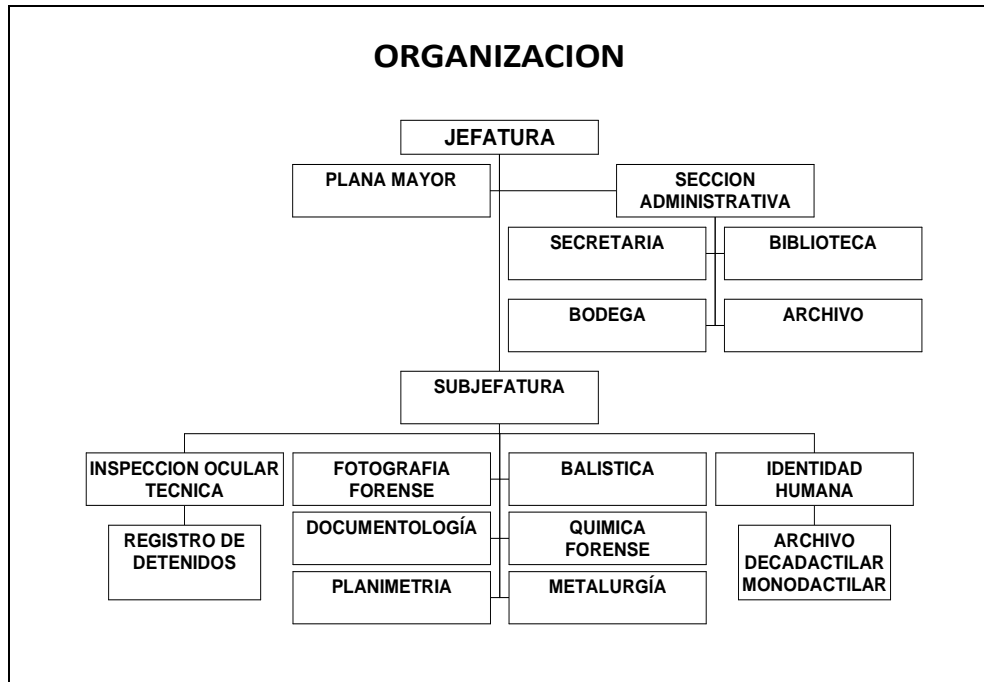 ORGANIZACION
JEFATURA
PLANA MAYOR
SECCION
ADMINISTRATIVA
SECRETARIA
BIBLIOTECA
BODEGA
ARCHIVO
SUBJEFATURA
INSPECCION OCULAR
TECNICA
FOTOGRAFIA
FORENSE
BALISTICA
IDENTIDAD
HUMANA
REGISTRO DE
DETENIDOS
DOCUMENTOLOGÍA
QUIMICA
FORENSE
ARCHIVO
DECADACTILAR
MONODACTILAR
PLANIMETRIA
METALURGÍA